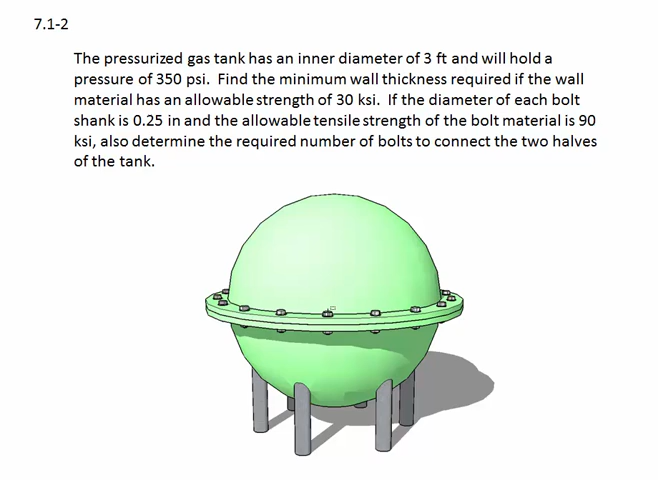 7.1-2
The pressurized gas tank has an inner diameter of 3 ft and will hold a
pressure of 350 psi.  Find the minimum wall thickness required if the wall
material has an allowable strength of 30 ksi.  If the diameter of each bolt
shank is 0.25 in and the allowable tensile strength of the bolt material is 90
ksi, also determine the required number of bolts to connect the two halves
of the tank.